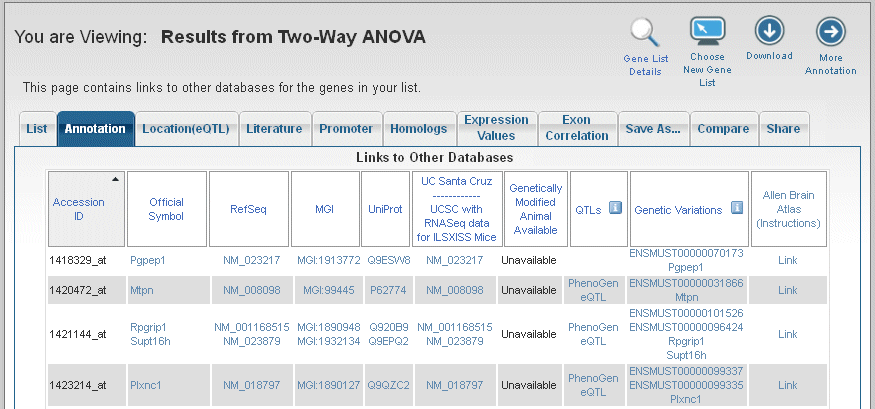 You are Viewing: Results from Two-Way ANOVA
Gene List
Details
Choose
New Gene
List
Download
More
Annotation
This page contains links to other databases for the genes in your list.
List
Annotation
Location(eQTL)
Literature
Promoter
Homologs
Expression
Values
Exon
Correlation
Save As...
Compare
Share
Links to Other Databases
Accession
ID
Official
Symbol
RefSeq
MGI
UniProt
UC Santa Cruz
------------
UCSC with
RNASeq data
for ILSXISS Mice
Genetically
Modified
Animal
Available
QTLs i
Genetic Variations i
Allen Brain
Atlas
(Instructions)
1418329_at
Pgpep1
NM_023217
MGI:1913772
Q9ESW8
NM_023217
Unavailable
ENSMUST00000070173
Pgpep1
Link
1420472_at
Mtpn
NM_008098
MGI:99445
P62774
NM_008098
Unavailable
PhenoGen
eQTL
ENSMUST00000031866
Mtpn
Link
1421144_at
Rpgrip1
Supt16h
NM_001168515
NM_023879
MGI:1890948
MGI:1932134
Q920B9
Q9EPQ2
NM_001168515
NM_023879
Unavailable
PhenoGen
eQTL
ENSMUST00000101526
ENSMUST00000096424
Rpgrip1
Supt16h
Link
1423214_at
Plxnc1
NM_018797
MGI:1890127
Q9QZC2
NM_018797
Unavailable
PhenoGen
eQTL
ENSMUST00000099337
ENSMUST00000099335
Plxnc1
Link